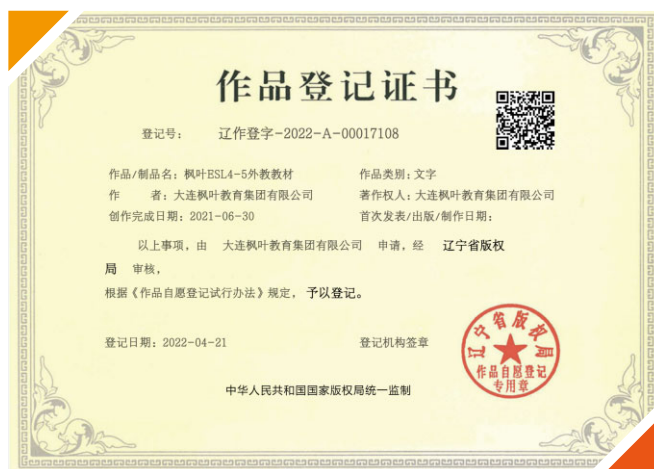 作品登记证书
登记号： 辽作登字-2022-A-00017108
作品/制品名：枫叶ESL4-5外教教材 作品类别：文字
作 者：大连枫叶教育集团有限公司 著作权人：大连枫叶教育集团有限公司
创作完成日期：2021-06-30 首次发表/出版/制作日期：
以上事项，由 大连枫叶教育集团有限公司 申请，经 辽宁省版权
局 审核，
根据《作品自愿登记试行办法》规定，予以登记。
登记日期：2022-04-21 登记机构签章
辽宁省版权局
作品自愿登记
专用章
中华人民共和国国家版权局统一监制